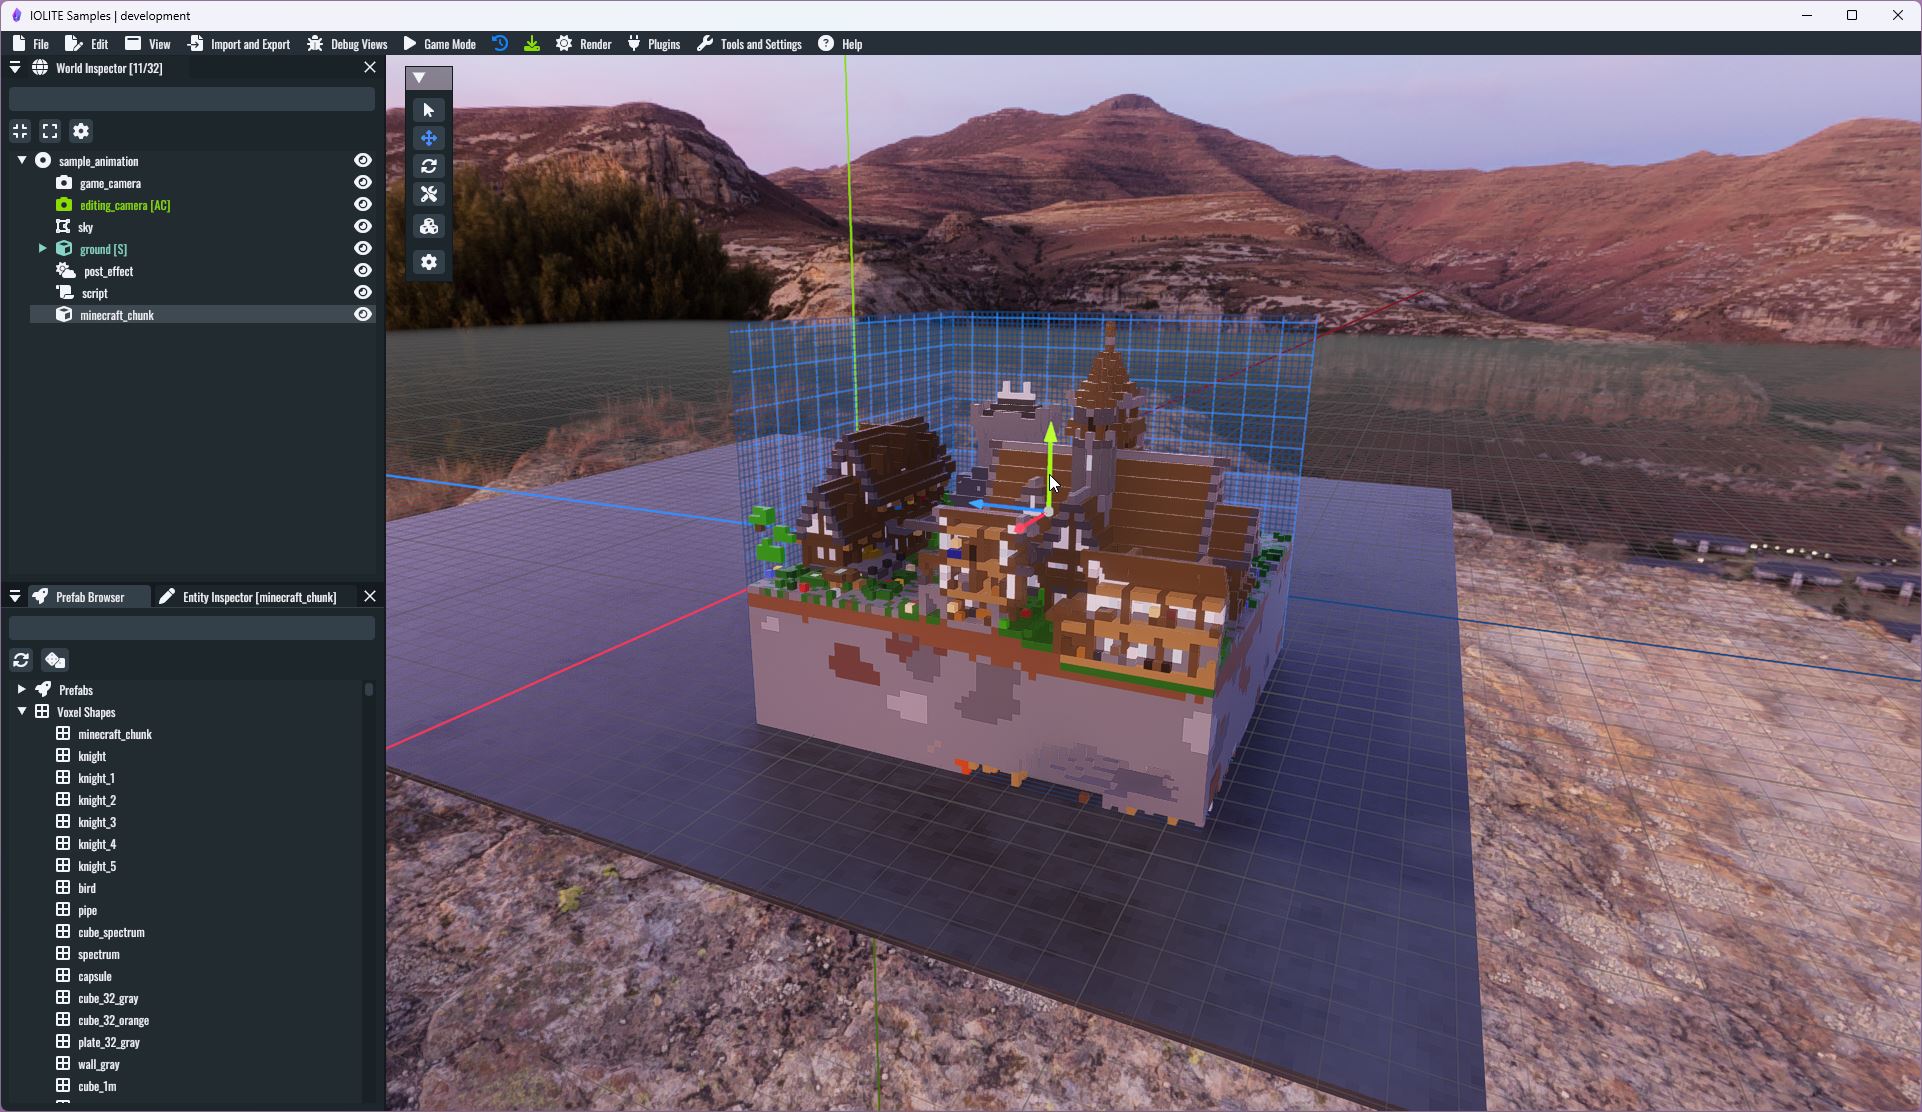 IOLITE Samples | development
File Edit View Import and Export Debug Views Game Mode Render Plugins Tools and Settings Help
World Inspector [11/32]
sample_animation
game_camera
editing_camera [AC]
sky
ground [S]
post_effect
script
minecraft_chunk
Prefab Browser Entity Inspector [minecraft_chunk]
Prefabs
Voxel Shapes
minecraft_chunk
knight
knight_1
knight_2
knight_3
knight_4
knight_5
bird
pipe
cube_spectrum
spectrum
capsule
cube_32_gray
cube_32_orange
plate_32_gray
wall_gray
cube_1m